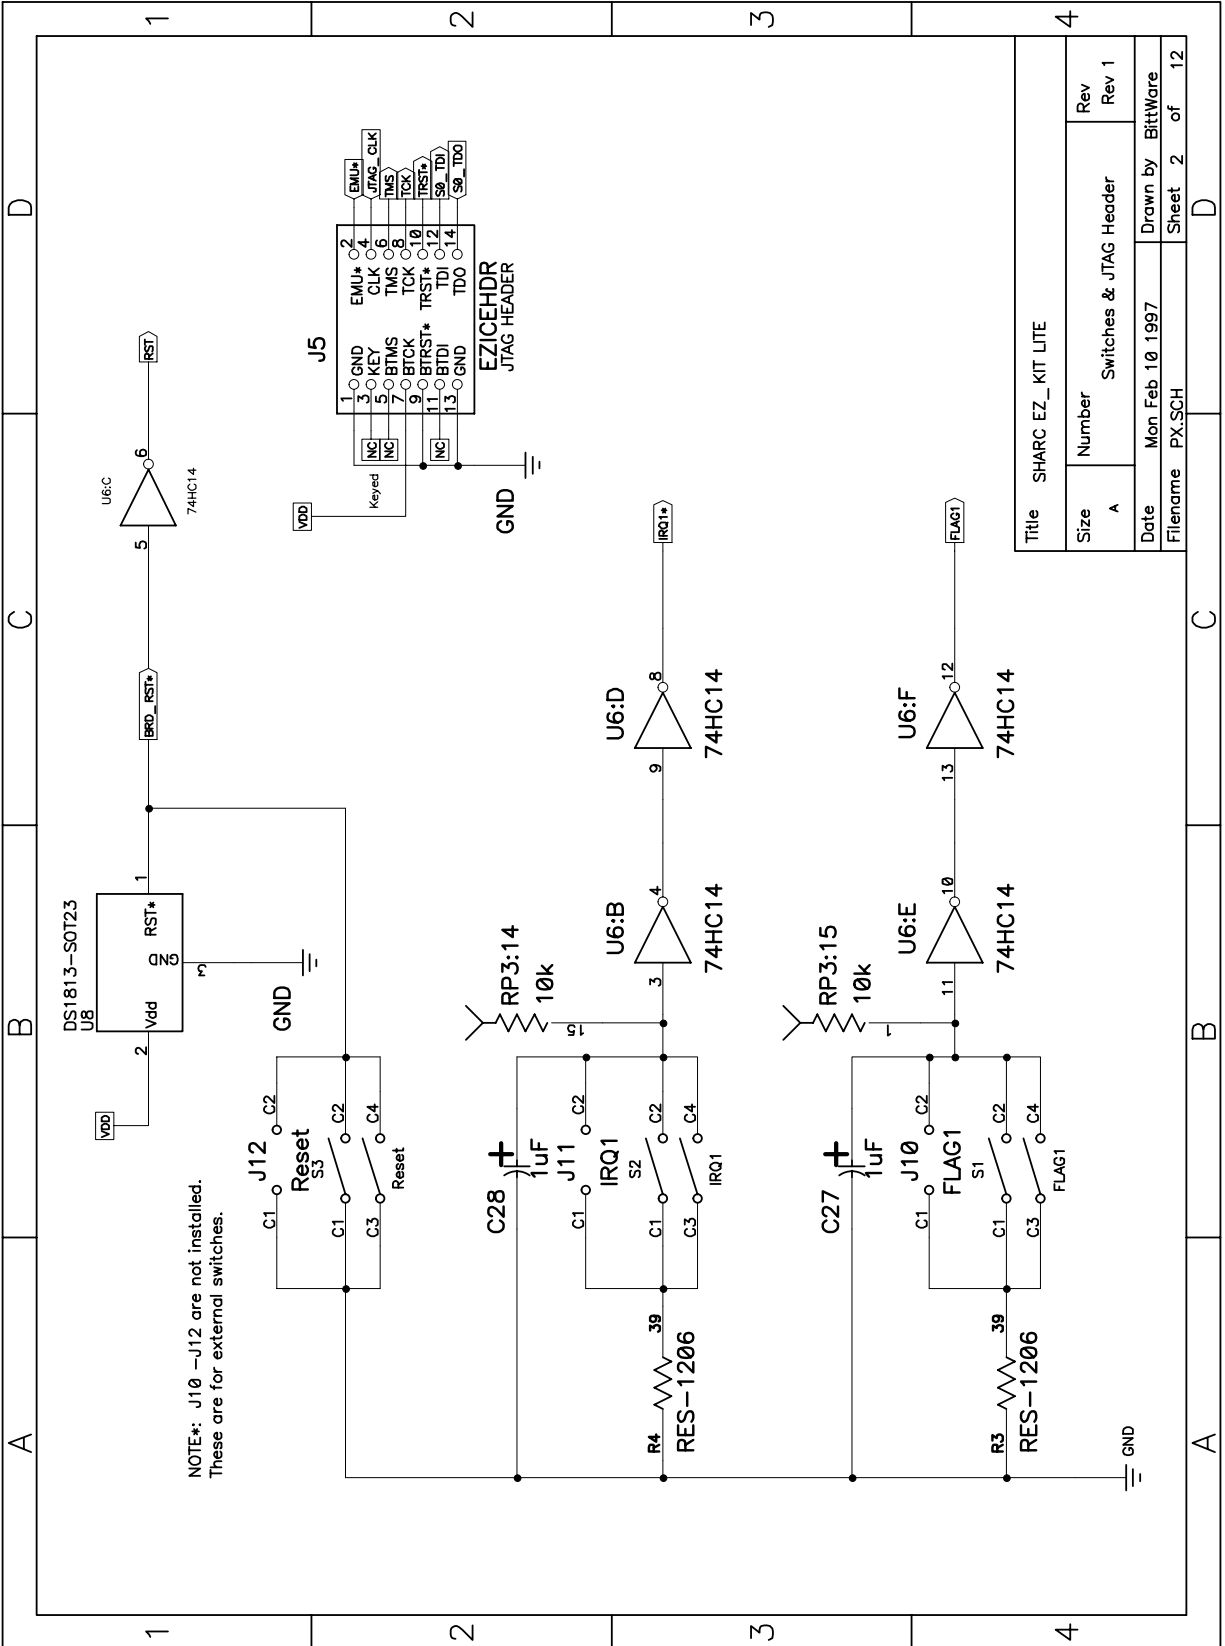 A
B
C
D
1
2
3
4
NOTE*: J10 -J12 are not installed.
These are for external switches.
VDD
DS1813-SOT23
U8
2
Vdd
GND
RST*
1
3
GND
BRD_RST*
5
U6:C
74HC14
6
RST
J12
Reset
C1
C2
S3
C1
C2
C3
C4
Reset
VDD
Keyed
NC
NC
NC
J5
1
GND
EMU*
2
EMU*
3
KEY
CLK
4
JTAG_CLK
5
BTMS
TMS
6
TMS
7
BTCK
TCK
8
TCK
9
BTRST*
TRST*
10
TRST*
11
BTDI
TDI
12
S0_TDI
13
GND
TDO
14
S0_TDO
EZICEHDR
JTAG HEADER
GND
C28
1uF
J11
IRQ1
C1
C2
S2
C1
C2
C3
C4
IRQ1
R4
39
RES-1206
RP3:14
10k
15
U6:B
3
4
74HC14
U6:D
9
8
74HC14
IRQ1*
C27
1uF
J10
FLAG1
C1
C2
S1
C1
C2
C3
C4
FLAG1
R3
39
RES-1206
RP3:15
10k
1
U6:E
11
10
74HC14
U6:F
13
12
74HC14
FLAG1
GND
Title SHARC EZ_KIT LITE
Size Number Rev
A Switches & JTAG Header Rev 1
Date Mon Feb 10 1997 Drawn by BittWare
Filename PX.SCH Sheet 2 of 12
1
2
3
4
A
B
C
D